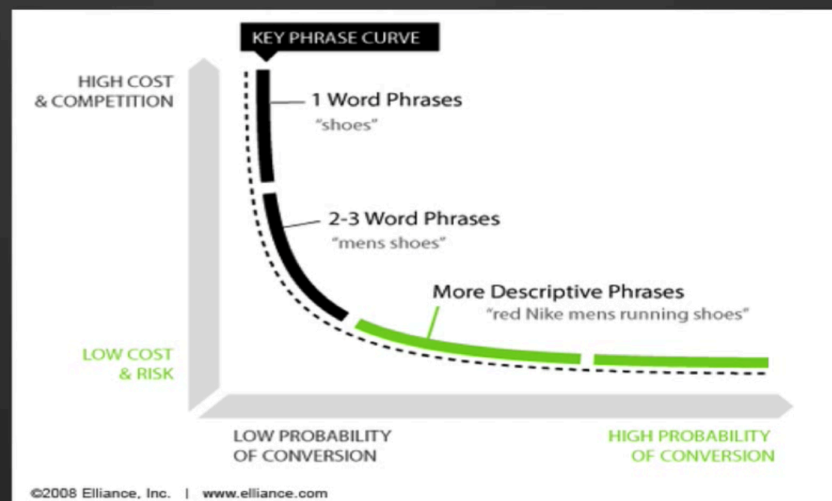 KEY PHRASE CURVE
HIGH COST
& COMPETITION
1 Word Phrases
"shoes"
2-3 Word Phrases
"mens shoes"
More Descriptive Phrases
"red Nike mens running shoes"
LOW COST
& RISK
LOW PROBABILITY
OF CONVERSION
HIGH PROBABILITY
OF CONVERSION
©2008 Elliance, Inc. | www.elliance.com